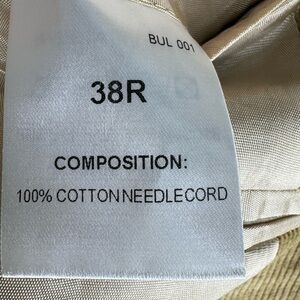 BUL 001
38R
COMPOSITION:
100% COTTON NEEDLECORD